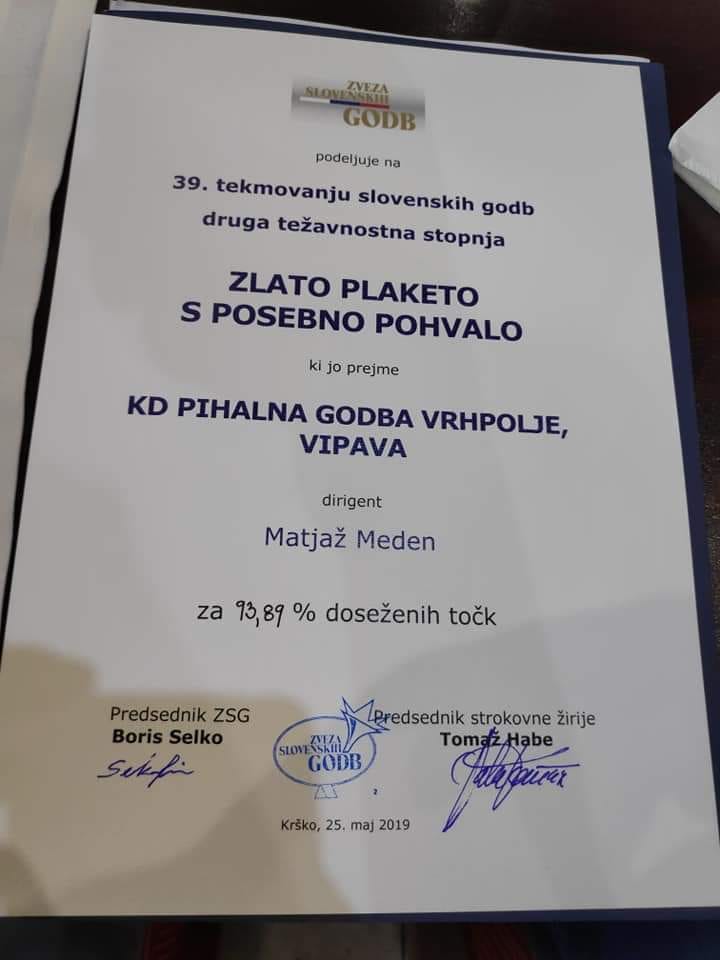 ZVEZA
SLOVENSKIH
GODB
podeljuje na
39. tekmovanju slovenskih godb
druga težavnostna stopnja
ZLATO PLAKETO
S POSEBNO POHVALO
ki jo prejme
KD PIHALNA GODBA VRHPOLJE,
VIPAVA
dirigent
Matjaž Meden
za 93,89 % doseženih točk
Predsednik ZSG
Boris Selko
ZVEZA
SLOVENSKIH
GODB
2
Predsednik strokovne žirije
Tomaž Habe
Krško, 25. maj 2019